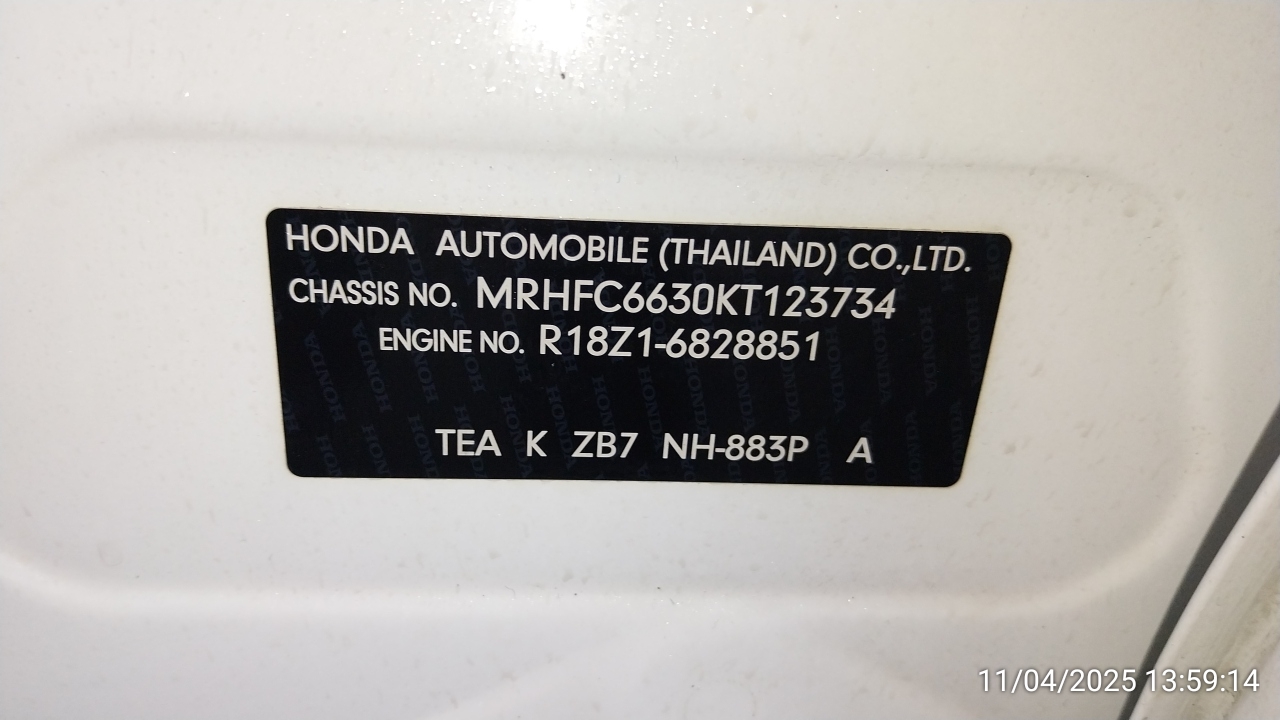 HONDA AUTOMOBILE (THAILAND) CO.,LTD.
CHASSIS NO. MRHFC6630KT123734
ENGINE NO. R18Z1-6828851
TEA K ZB7 NH-883P A
11/04/2025 13:59:14